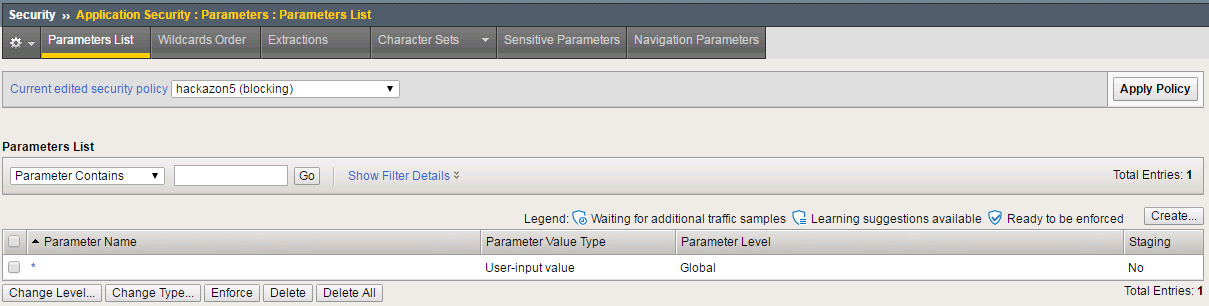 Security » Application Security : Parameters : Parameters List
Parameters List Wildcards Order Extractions Character Sets Sensitive Parameters Navigation Parameters
Current edited security policy hackazon5 (blocking) Apply Policy
Parameters List
Parameter Contains Go Show Filter Details Total Entries: 1
Legend: Waiting for additional traffic samples Learning suggestions available Ready to be enforced Create...
Parameter Name Parameter Value Type Parameter Level Staging
* User-input value Global No
Change Level... Change Type... Enforce Delete Delete All Total Entries: 1